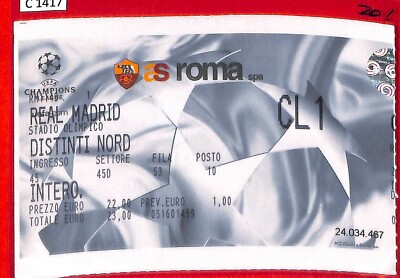 C 1417
as roma spa
UEFA
CHAMPIONS
LEAGUE
REAL MADRID
STADIO OLIMPICO
CL1
DISTINTI NORD
INGRESSO SETTORE FILA POSTO
45 45D 53 10
INTERO.
PREZZO EURO 22,00 PREV.EURO 1,00
TOTALE EURO 23,00 051601459
24.034.467